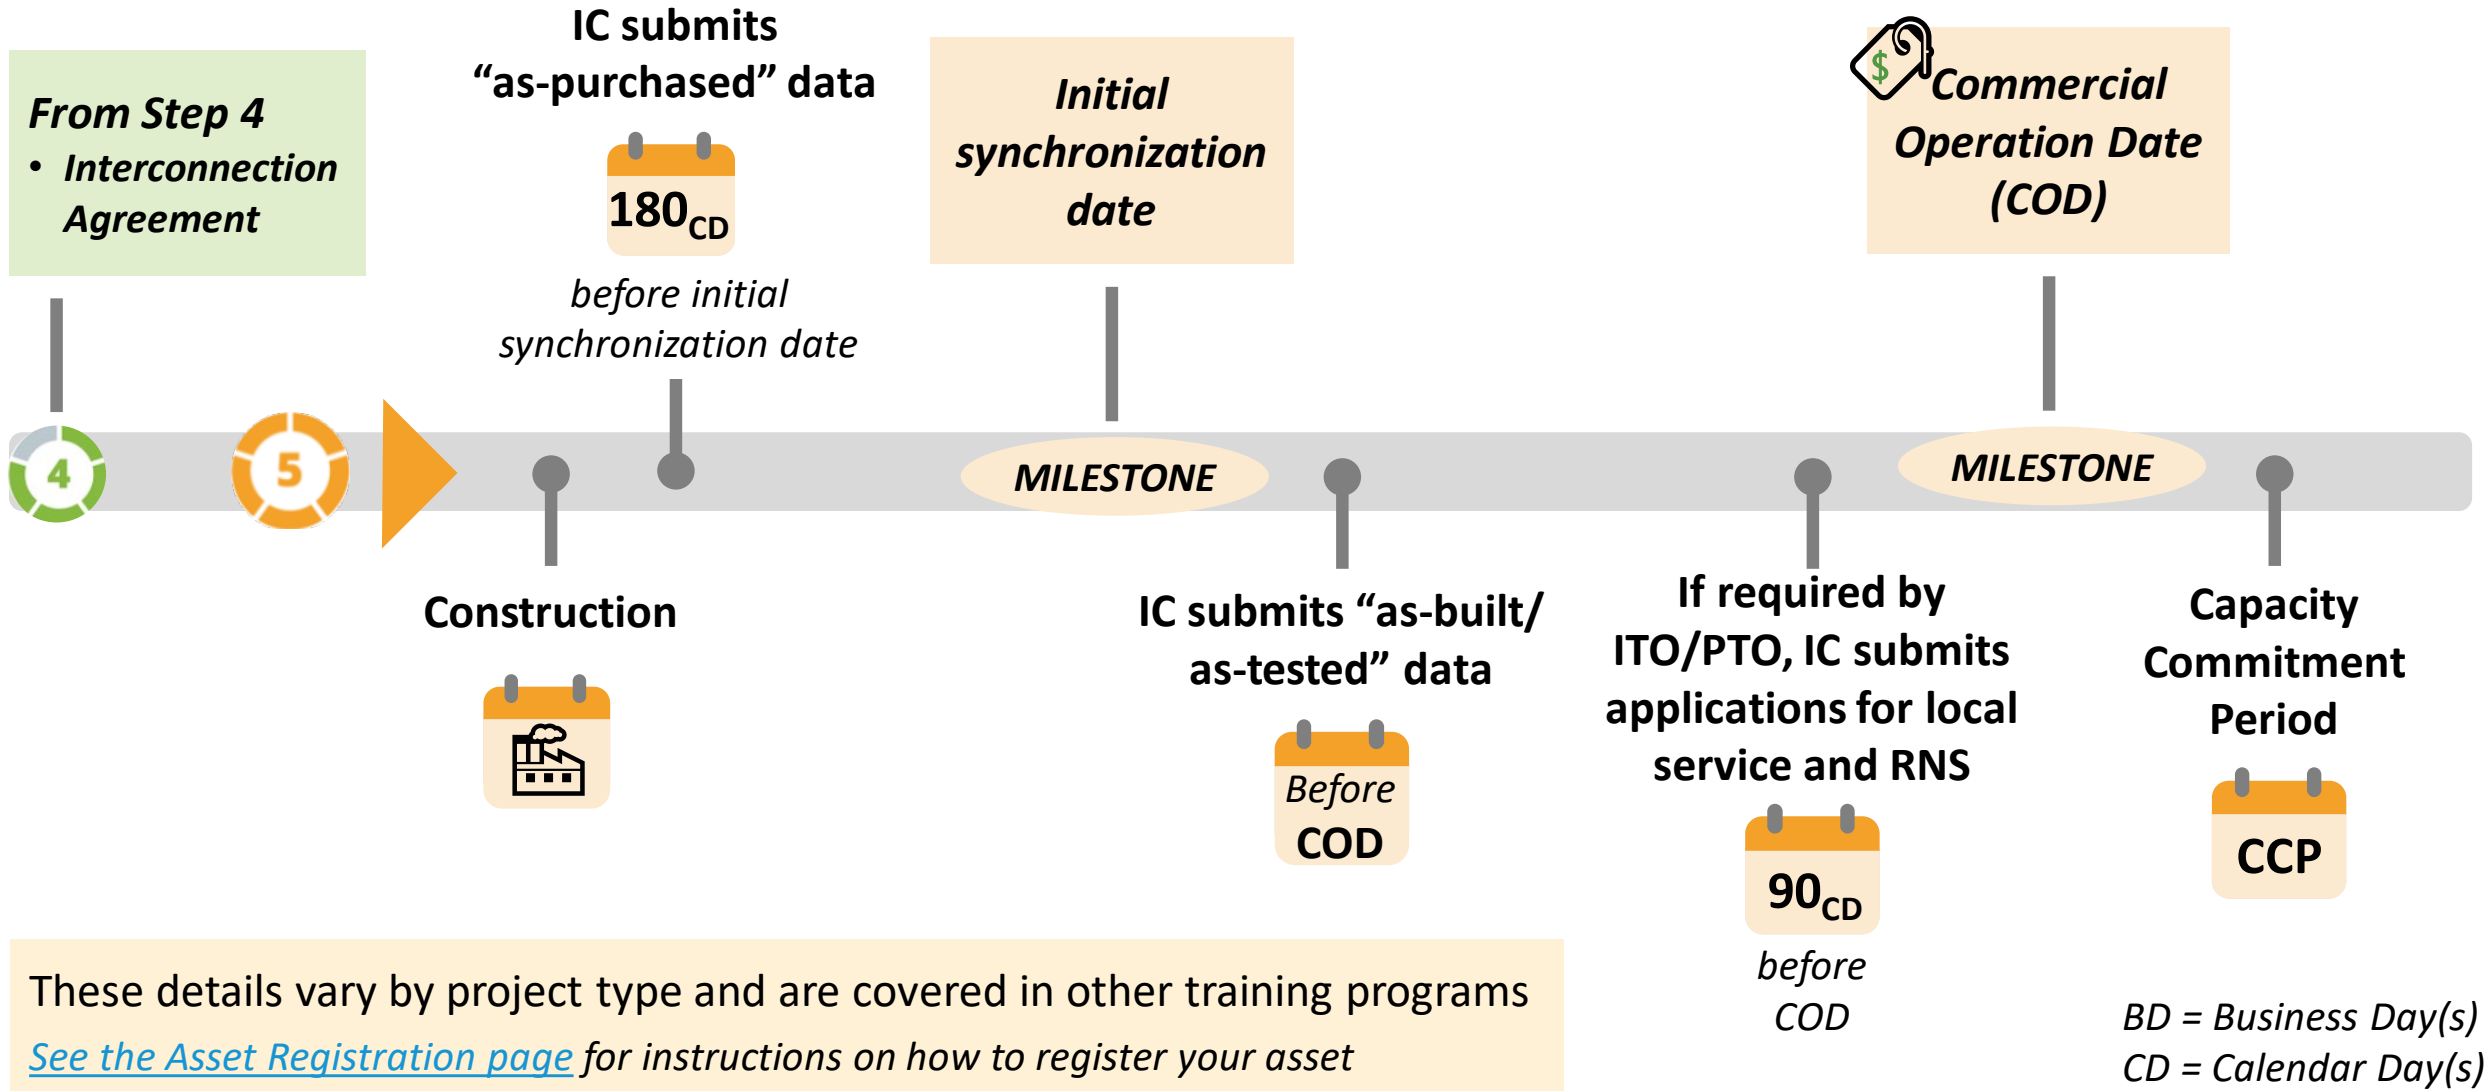 From Step 4
• Interconnection
Agreement
IC submits
“as-purchased” data
180CD
before initial
synchronization date
Initial
synchronization
date
$
Commercial
Operation Date
(COD)
4
5
MILESTONE
MILESTONE
Construction
IC submits “as-built/
as-tested” data
Before
COD
If required by
ITO/PTO, IC submits
applications for local
service and RNS
90CD
before
COD
Capacity
Commitment
Period
CCP
These details vary by project type and are covered in other training programs
See the Asset Registration page for instructions on how to register your asset
BD = Business Day(s)
CD = Calendar Day(s)